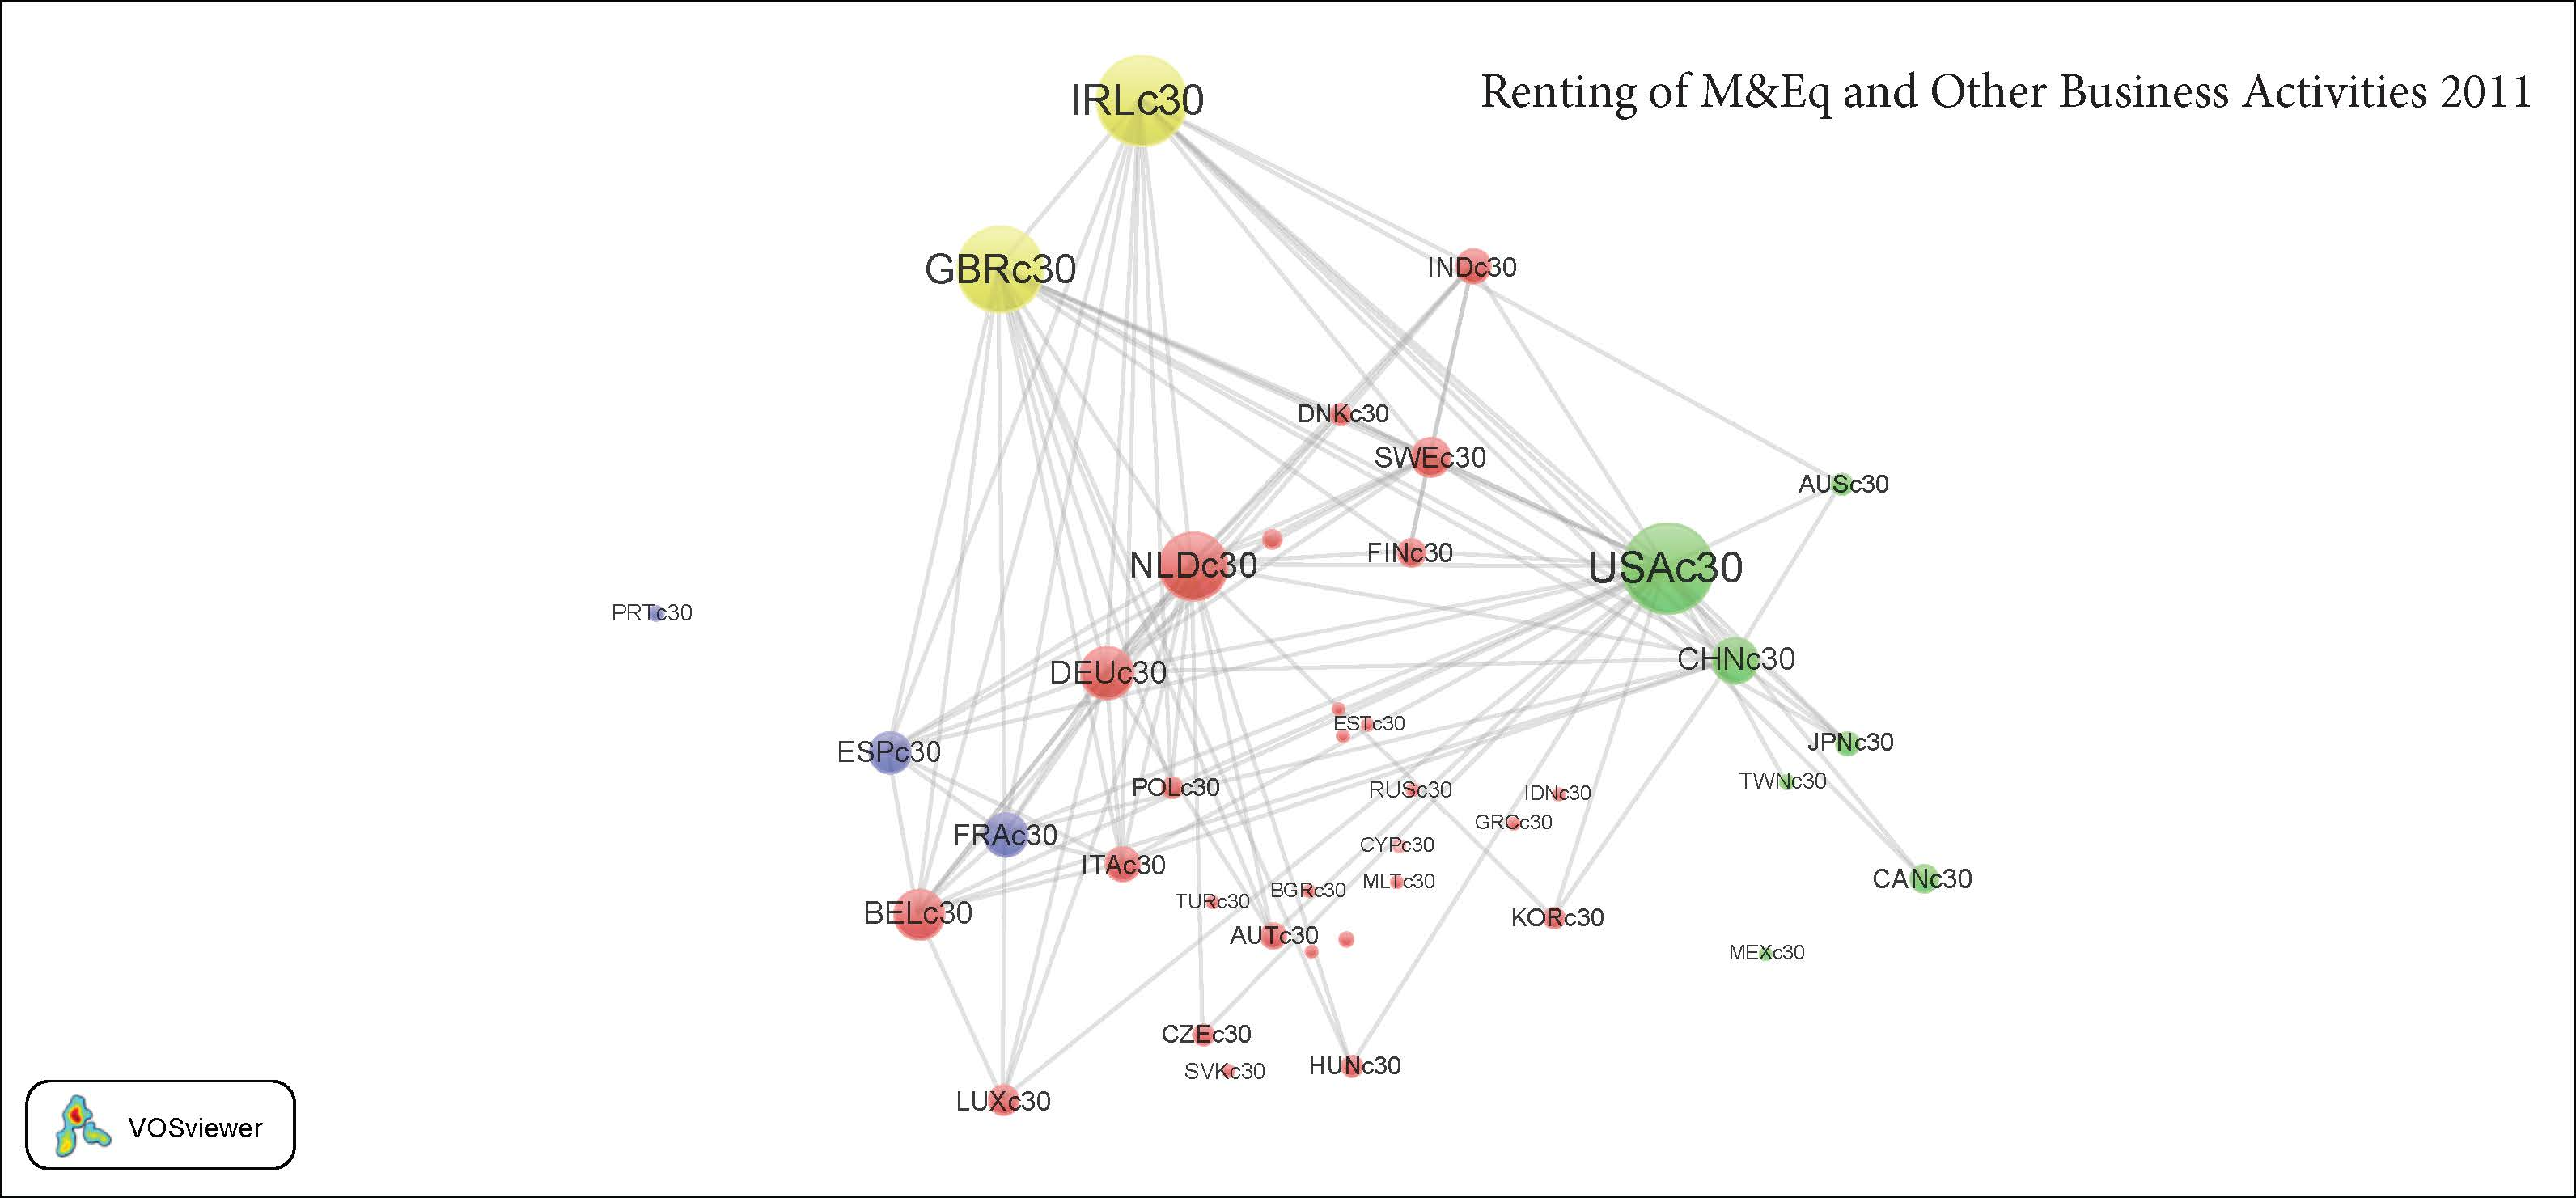 IRLc30
Renting of M&Eq and Other Business Activities 2011
GBRc30
INDc30
DNKc30
SWEc30
AUSc30
FINc30
NLDc30
USAc30
PRTc30
CHNc30
DEUc30
ESTc30
JPNc30
ESPc30
TWNc30
POLc30
RUSc30
IDNc30
GRCc30
FRAc30
CYPc30
ITAc30
CANc30
MLTc30
BGRc30
TURc30
BELc30
KORc30
AUTc30
MEXc30
CZEc30
HUNc30
SVKc30
LUXc30
VOSviewer